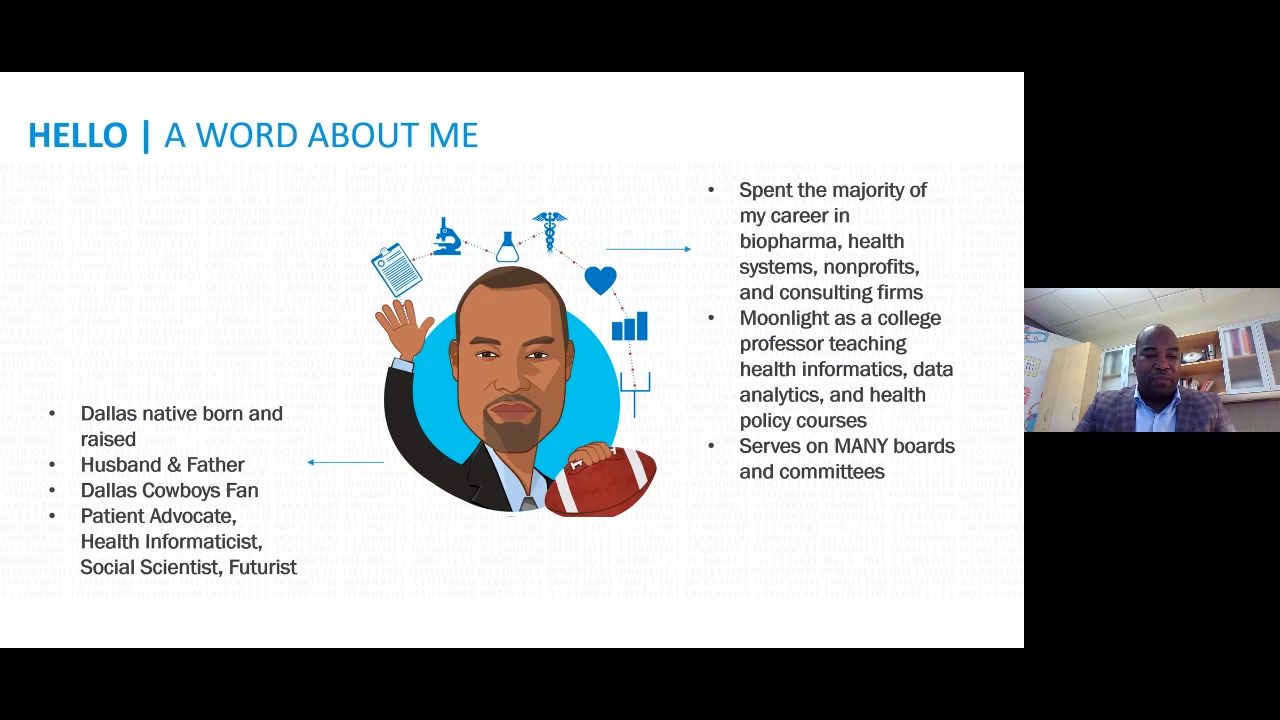 HELLO | A WORD ABOUT ME
• Dallas native born and
raised
• Husband & Father
• Dallas Cowboys Fan
• Patient Advocate,
Health Informaticist,
Social Scientist, Futurist
• Spent the majority of
my career in
biopharma, health
systems, nonprofits,
and consulting firms
• Moonlight as a college
professor teaching
health informatics, data
analytics, and health
policy courses
• Serves on MANY boards
and committees